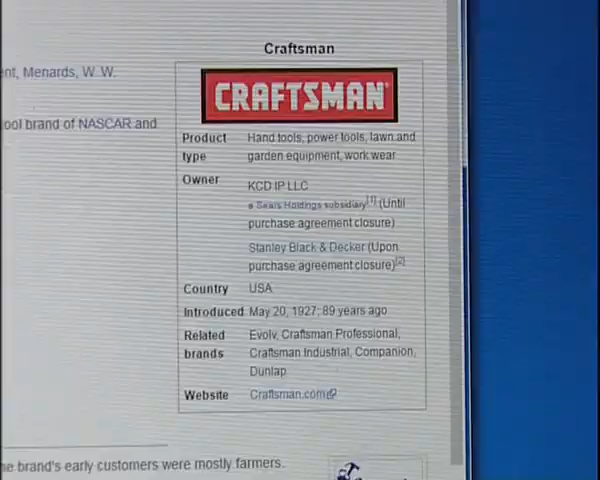 Craftsman
ent, Menards, W. W.
CRAFTSMAN
ool brand of NASCAR and
Product type
Hand tools, power tools, lawn and
garden equipment, work wear
Owner
KCD IP LLC
a Sears Holdings subsidiary[1] (Until
purchase agreement closure)
Stanley Black & Decker (Upon
purchase agreement closure)[2]
Country USA
Introduced May 20, 1927; 89 years ago
Related brands
Evolv, Craftsman Professional,
Craftsman Industrial, Companion,
Dunlap
Website Craftsman.com
he brand's early customers were mostly farmers.